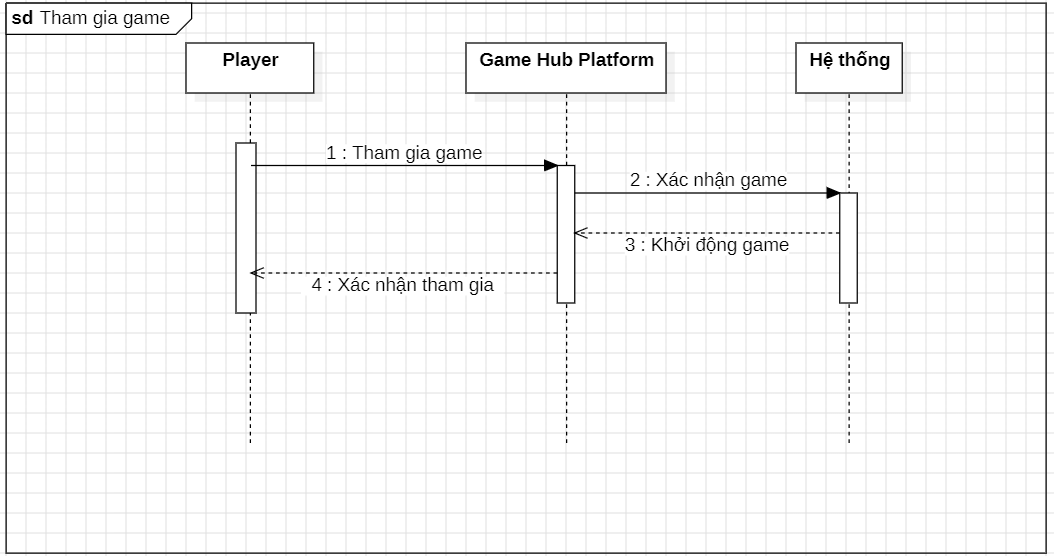 sd Tham gia game
Player
Game Hub Platform
Hệ thống
1 : Tham gia game
2 : Xác nhận game
3 : Khởi động game
4 : Xác nhận tham gia